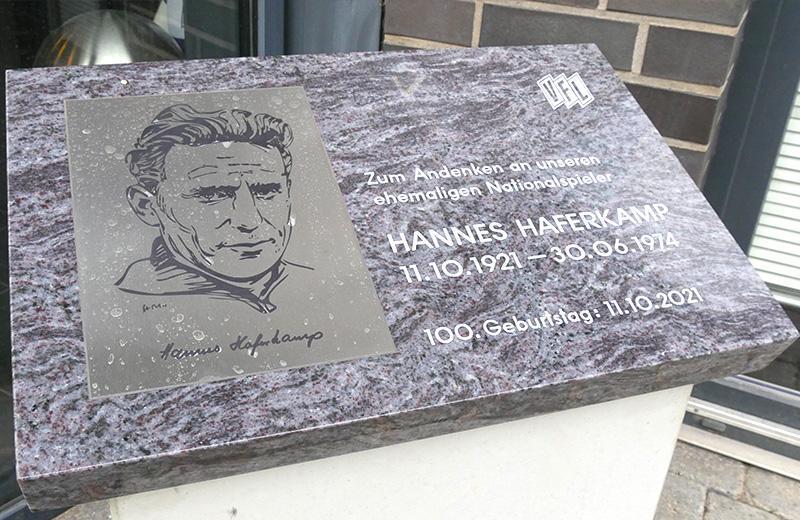 VFL
Zum Andenken an unseren
ehemaligen Nationalspieler
HANNES HAFERKAMP
11.10.1921 – 30.06.1974
100. Geburtstag: 11.10.2021
Hannes Haferkamp